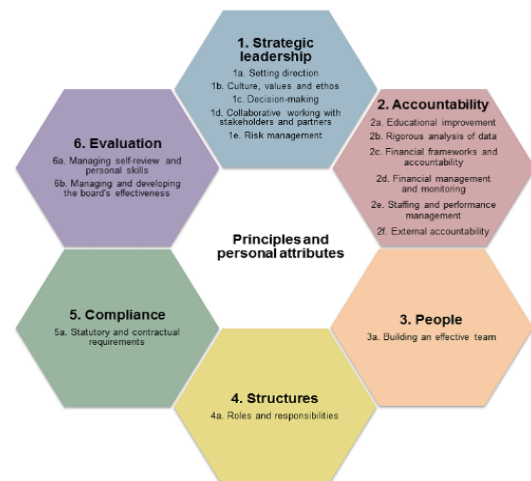 1. Strategic
leadership
1a. Setting direction
1b. Culture, values and ethos
1c. Decision-making
1d. Collaborative working with
stakeholders and partners
1e. Risk management
2. Accountability
2a. Educational improvement
2b. Rigorous analysis of data
2c. Financial frameworks and
accountability
2d. Financial management
and monitoring
2e. Staffing and performance
management
2f. External accountability
3. People
3a. Building an effective team
4. Structures
4a. Roles and responsibilities
5. Compliance
5a. Statutory and contractual
requirements
6. Evaluation
6a. Managing self-review and
personal skills
6b. Managing and developing
the board's effectiveness
Principles and
personal attributes